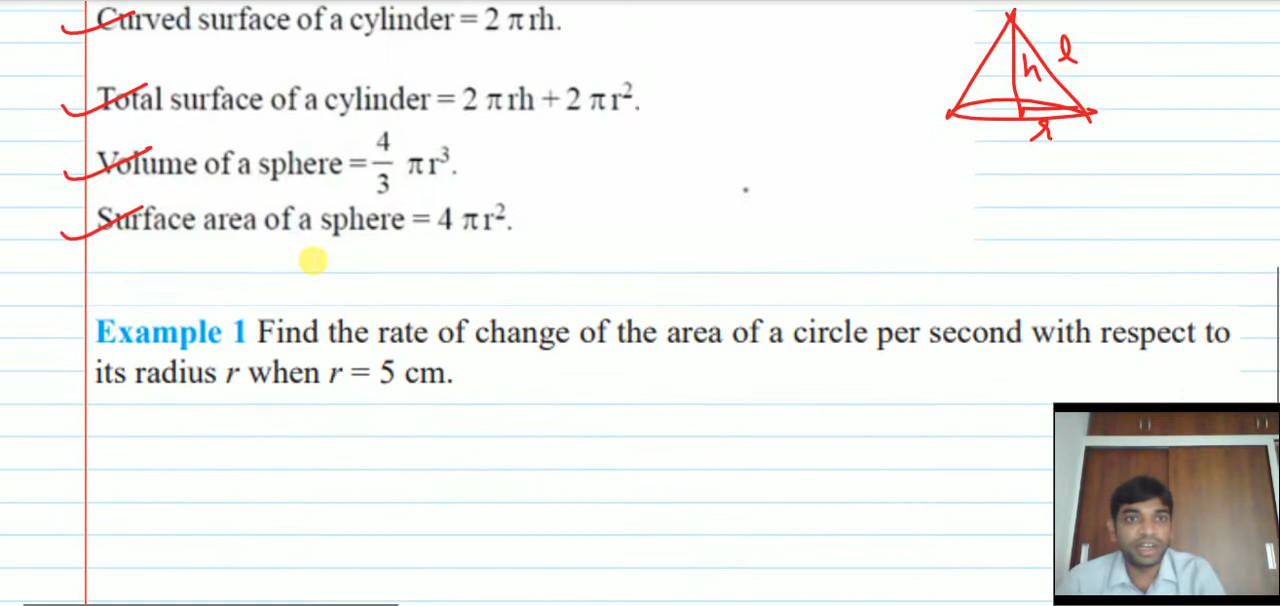 Curved surface of a cylinder = 2 π rh.
h l
Total surface of a cylinder = 2 π rh + 2 π r².
r
Volume of a sphere = 4/3 π r³.
Surface area of a sphere = 4 π r².
Example 1 Find the rate of change of the area of a circle per second with respect to
its radius r when r = 5 cm.